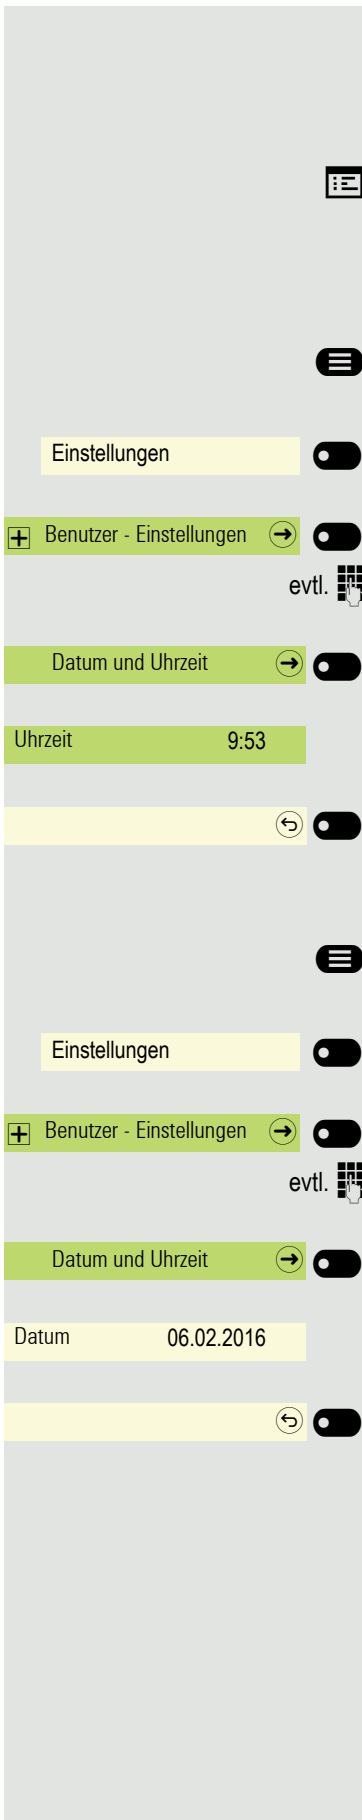 Einstellungen
Benutzer - Einstellungen
evtl.
Datum und Uhrzeit
Uhrzeit 9:53
Einstellungen
Benutzer - Einstellungen
evtl.
Datum und Uhrzeit
Datum 06.02.2016